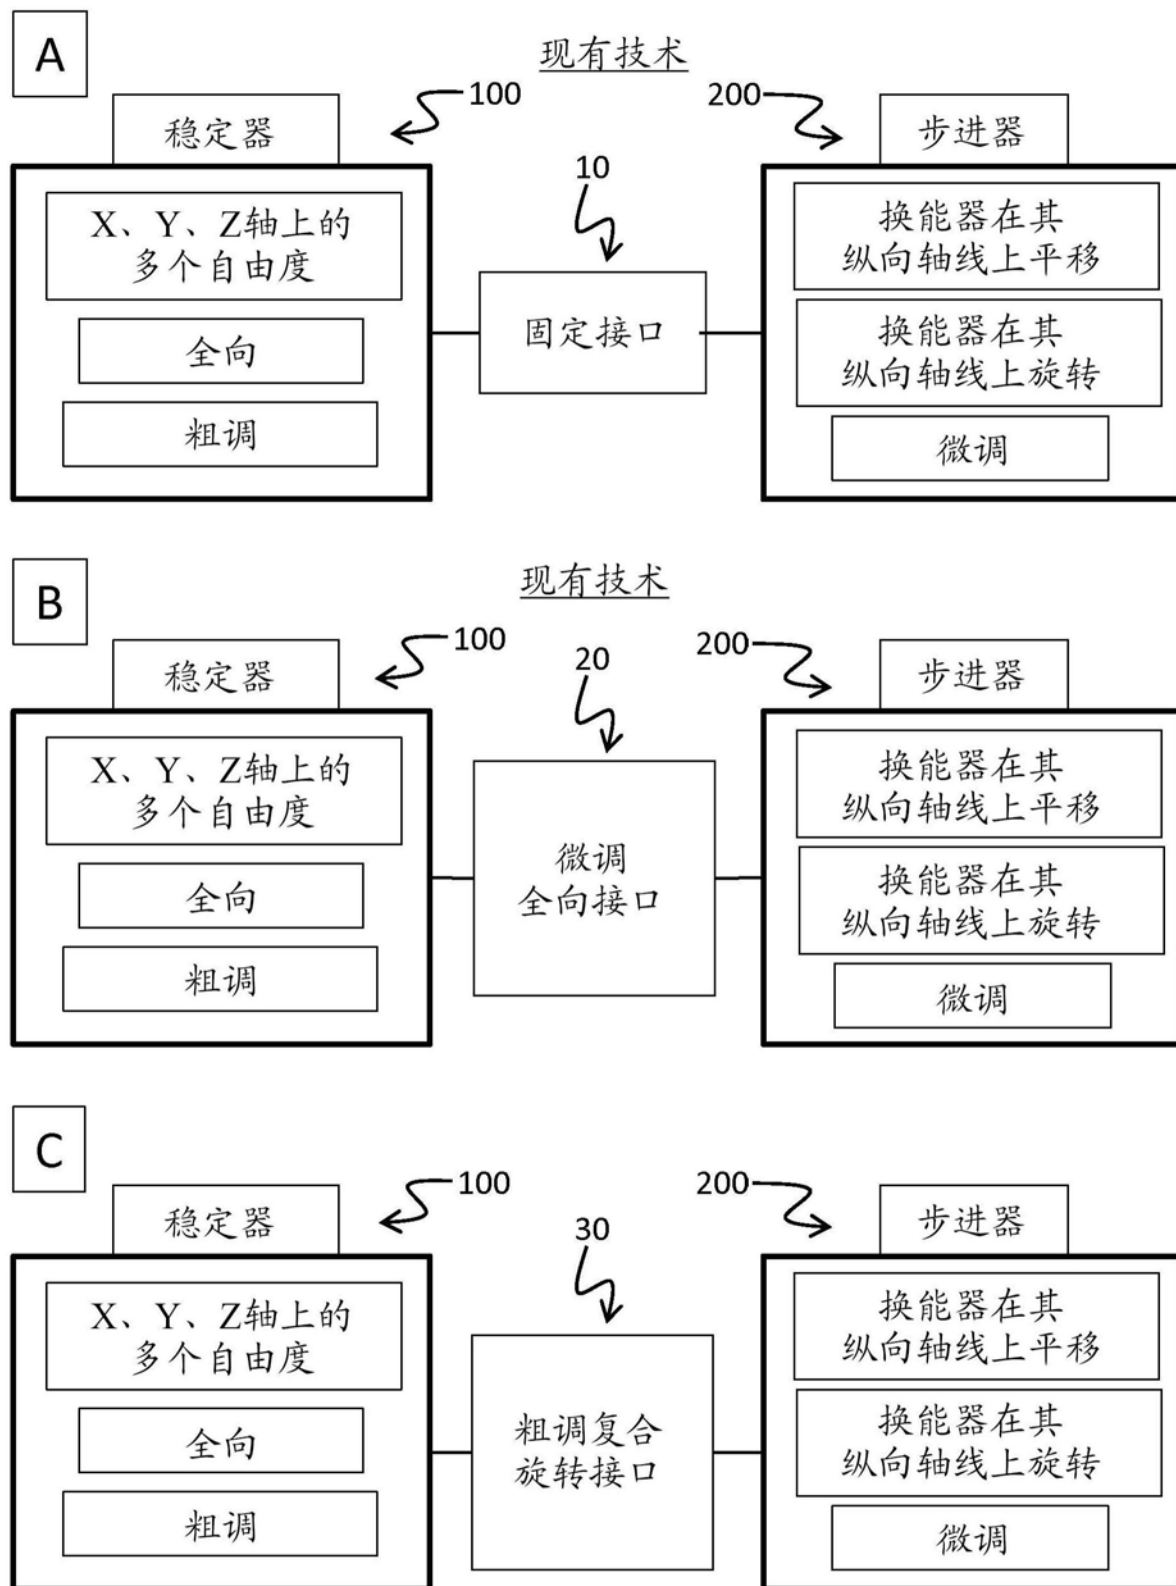 A
现有技术
100
200
稳定器
步进器
10
X、Y、Z轴上的
多个自由度
全向
粗调
固定接口
换能器在其
纵向轴线上平移
换能器在其
纵向轴线上旋转
微调
B
现有技术
100
200
稳定器
步进器
20
X、Y、Z轴上的
多个自由度
全向
粗调
微调
全向接口
换能器在其
纵向轴线上平移
换能器在其
纵向轴线上旋转
微调
C
100
200
稳定器
步进器
30
X、Y、Z轴上的
多个自由度
全向
粗调
粗调复合
旋转接口
换能器在其
纵向轴线上平移
换能器在其
纵向轴线上旋转
微调